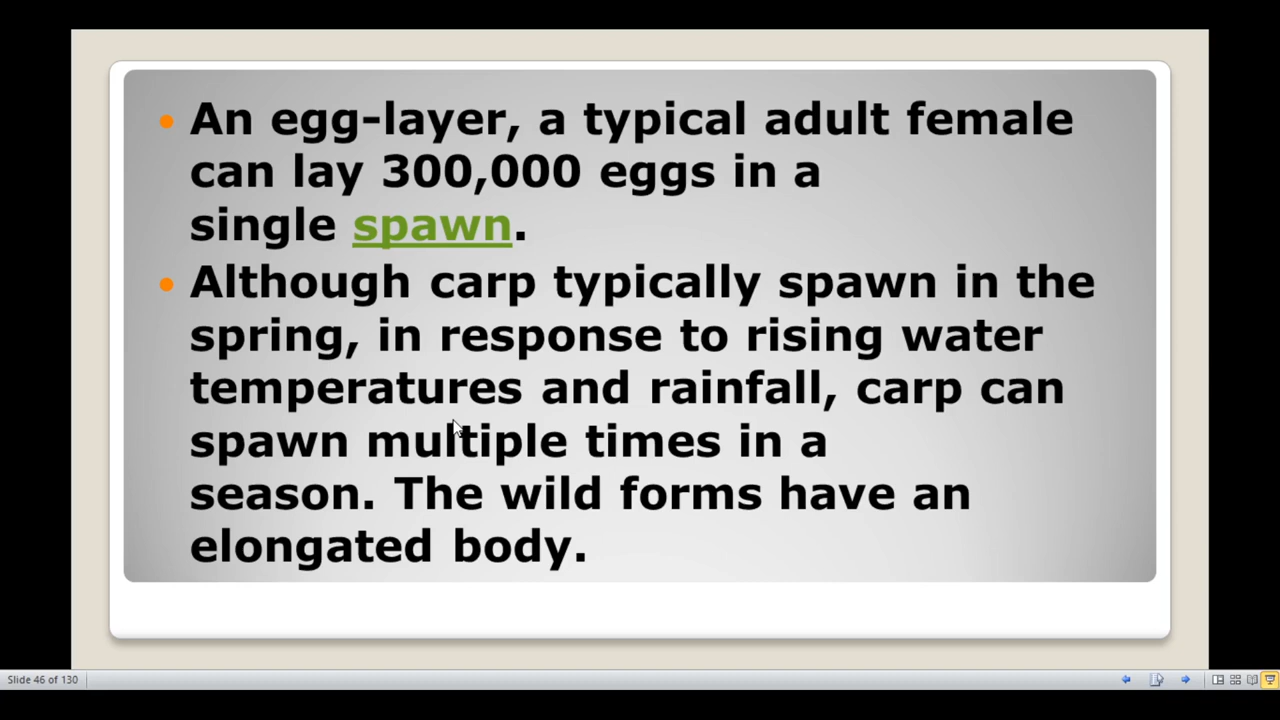 • An egg-layer, a typical adult female
can lay 300,000 eggs in a
single spawn.
• Although carp typically spawn in the
spring, in response to rising water
temperatures and rainfall, carp can
spawn multiple times in a
season. The wild forms have an
elongated body.
Slide 46 of 130